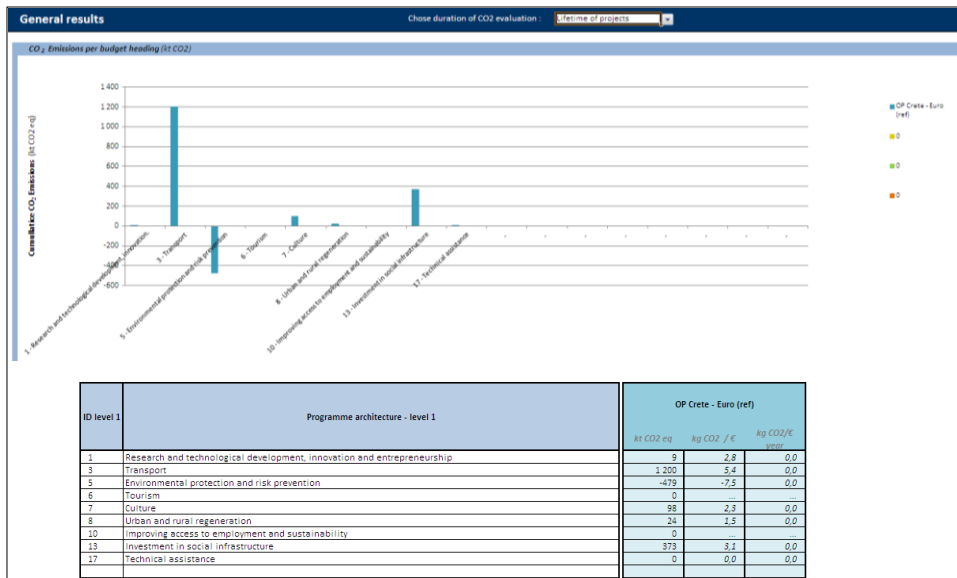 General results
Chose duration of CO2 evaluation :
Lifetime of projects
CO 2 Emissions per budget heading (kt CO2)
Cumullatice CO2 Emissions (kt CO2 eq)
1 400
1 200
1 000
800
600
400
200
0
-200
-400
-600
1 - Research and technological development, innovation.
3 - Transport
5 - Environmental protection and risk prevention
6 - Tourism
7 - Culture
8 - Urban and rural regeneration
10 - Improving access to employment and sustainability
13 - Investment in social infrastructure
17 - Technical assistance
OP Crete - Euro
(ref)
0
0
0
ID level 1 Programme architecture - level 1 OP Crete - Euro (ref)
kt CO2 eq kg CO2 / € kg CO2/€
year
1 Research and technological development, innovation and entrepreneurship 9 2,8 0,0
3 Transport 1 200 5,4 0,0
5 Environmental protection and risk prevention -479 -7,5 0,0
6 Tourism 0 ... ...
7 Culture 98 2,3 0,0
8 Urban and rural regeneration 24 1,5 0,0
10 Improving access to employment and sustainability 0 ... ...
13 Investment in social infrastructure 373 3,1 0,0
17 Technical assistance 0 0,0 0,0